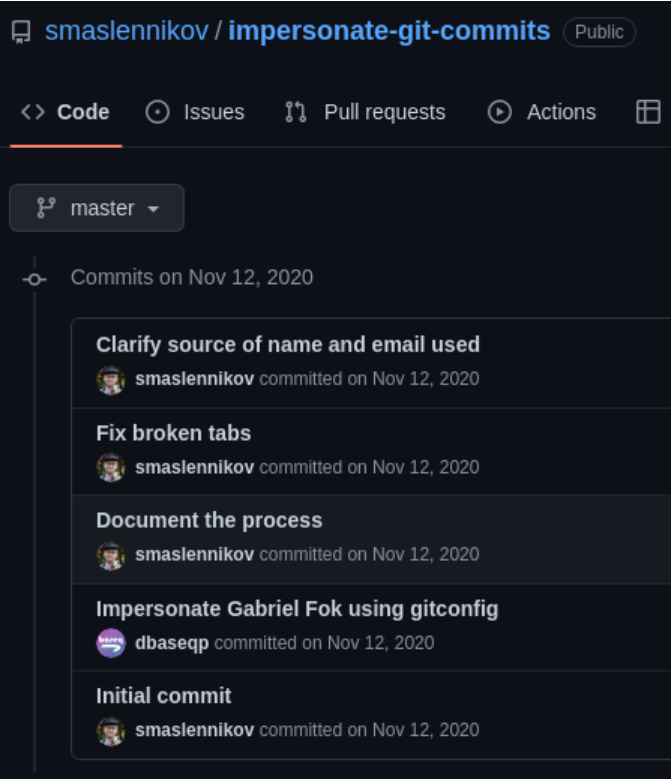 smaslennikov / impersonate-git-commits Public
Code Issues Pull requests Actions
master
Commits on Nov 12, 2020
Clarify source of name and email used
smaslennikov committed on Nov 12, 2020
Fix broken tabs
smaslennikov committed on Nov 12, 2020
Document the process
smaslennikov committed on Nov 12, 2020
Impersonate Gabriel Fok using gitconfig
dbaseqp committed on Nov 12, 2020
Initial commit
smaslennikov committed on Nov 12, 2020